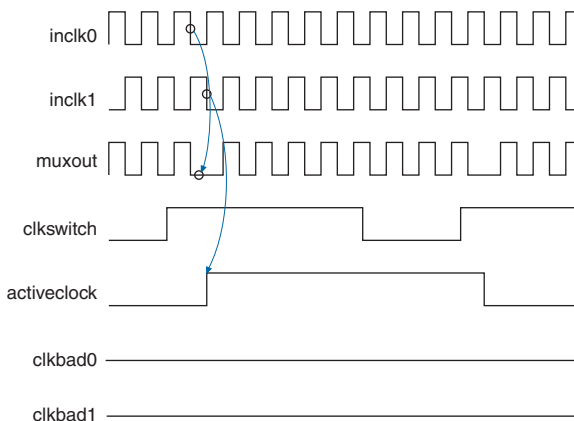 inclk0
inclk1
muxout
clkswitch
activeclock
clkbad0
clkbad1